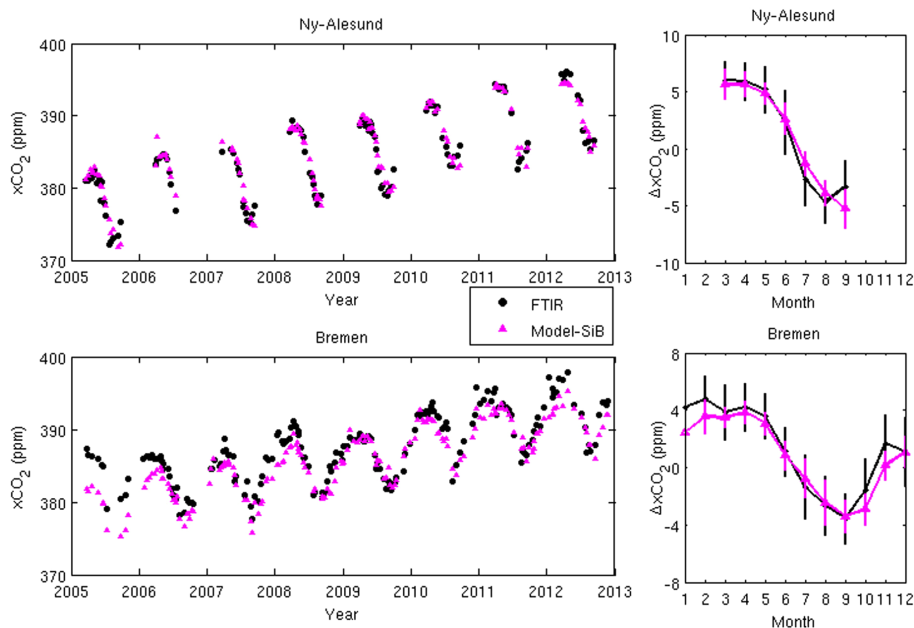 Ny-Alesund
400
390
380
370
xCO2 (ppm)
2005 2006 2007 2008 2009 2010 2011 2012 2013
Year
Ny-Alesund
10
5
-0
-5
-10
ΔxCO2 (ppm)
1 2 3 4 5 6 7 8 9 10 11 12
Month
FTIR
Model-SiB
Bremen
400
390
380
370
xCO2 (ppm)
2005 2006 2007 2008 2009 2010 2011 2012 2013
Year
Bremen
8
4
-0
-4
-8
ΔxCO2 (ppm)
1 2 3 4 5 6 7 8 9 10 11 12
Month